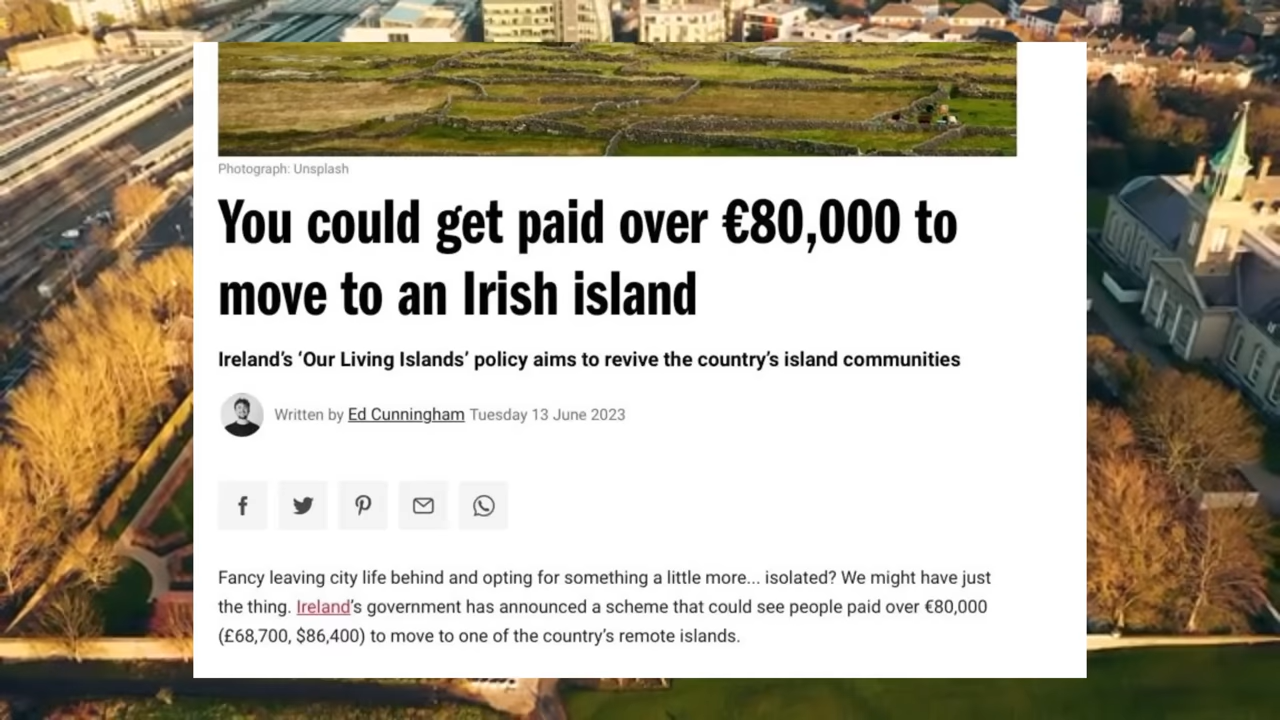 Photograph: Unsplash
You could get paid over €80,000 to
move to an Irish island
Ireland’s ‘Our Living Islands’ policy aims to revive the country’s island communities
Written by Ed Cunningham Tuesday 13 June 2023
Fancy leaving city life behind and opting for something a little more... isolated? We might have just
the thing. Ireland’s government has announced a scheme that could see people paid over €80,000
(£68,700, $86,400) to move to one of the country’s remote islands.